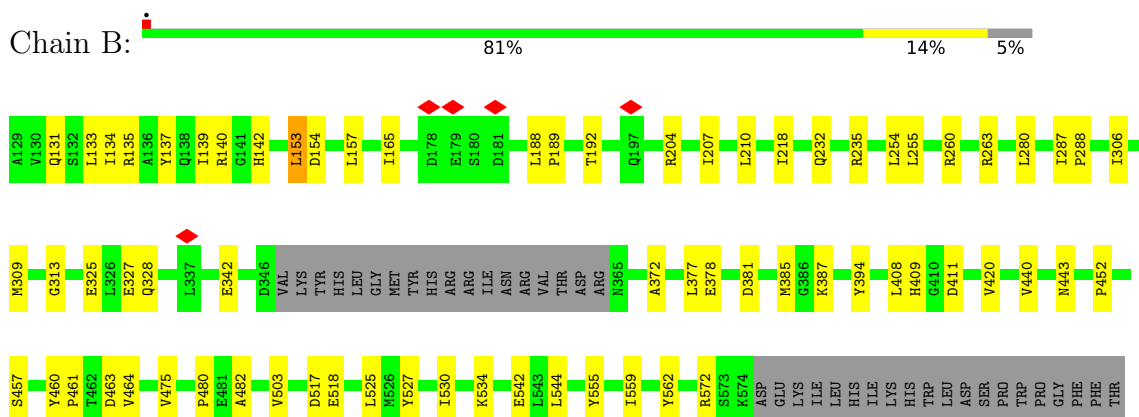 Chain B:
81% 14% 5%
A129 V130 Q131 S132 L133 I134 R135 A136 Y137 Q138 I139 R140 G141 H142 L153 D154 L157 I165 D178 E179 S180 D181 L188 P189 T192 Q197 R204 I207 L210 I218 Q232 R235 L254 L255 R260 R263 L280 I287 P288 I306
M309 G313 E325 L326 E327 Q328 L337 E342 D346 VAL LYS TYR HIS LEU GLY MET TYR HIS ARG ARG ILE ASN ARG VAL THR ASP ARG N365 A372 L377 E378 D381 M385 G386 K387 Y394 L408 H409 G410 D411 V420 V440 N443 P452
S457 Y460 P461 T462 D463 V464 V475 P480 E481 A482 V503 D517 E518 L525 M526 Y527 I530 K534 E542 L543 L544 Y555 I559 Y562 R572 S573 K574 ASP LYS ILE LEU HIS ILE LYS HIS TRP LEU ASP SER PRO TRP PRO GLY PHE PHE THR